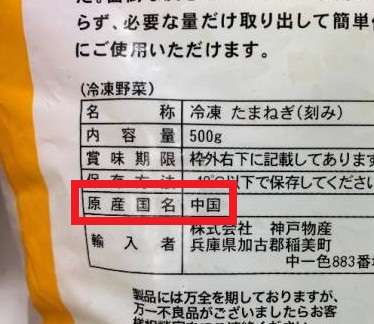 らず、必要な量だけ取り出して簡単
にご使用いただけます。
(冷凍野菜)
名 称 冷凍 たまねぎ(刻み)
内 容 量 500g
賞 味 期 限 枠外右下に記載してありま
保 存 方 法 -18℃以下で保存してくださ
原 産 国 名 中国
輸 入 者 株式会社 神戸物産
兵庫県加古郡稲美町
中一色883番
製品には万全を期しておりますが、
万一不良品がございましたらお客